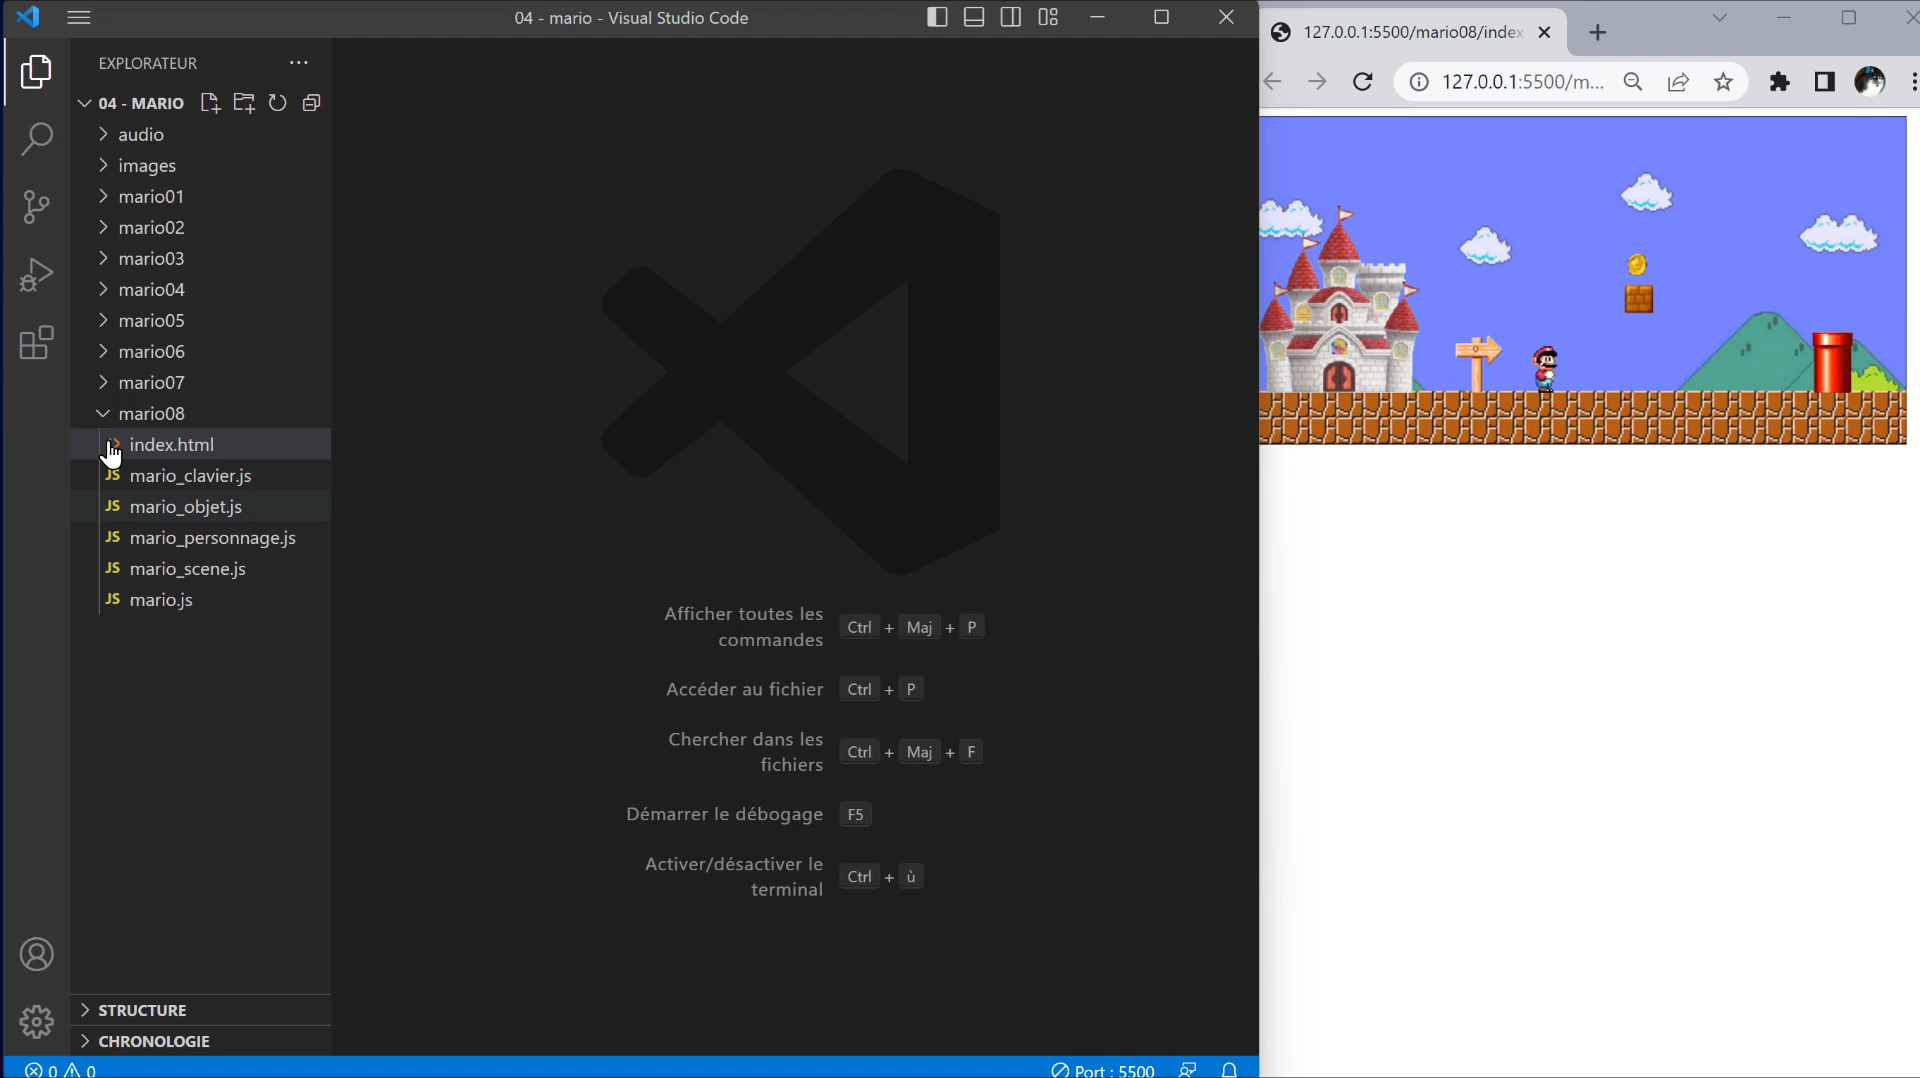 04 - mario - Visual Studio Code
EXPLORATEUR
04 - MARIO
audio
images
mario01
mario02
mario03
mario04
mario05
mario06
mario07
mario08
index.html
JS mario_clavier.js
JS mario_objet.js
JS mario_personnage.js
JS mario_scene.js
JS mario.js
STRUCTURE
CHRONOLOGIE
0 0
Port : 5500
Afficher toutes les
commandes
Ctrl + Maj + P
Accéder au fichier
Ctrl + P
Chercher dans les
fichiers
Ctrl + Maj + F
Démarrer le débogage
F5
Activer/désactiver le
terminal
Ctrl + ù
127.0.0.1:5500/mario08/index
127.0.0.1:5500/m...